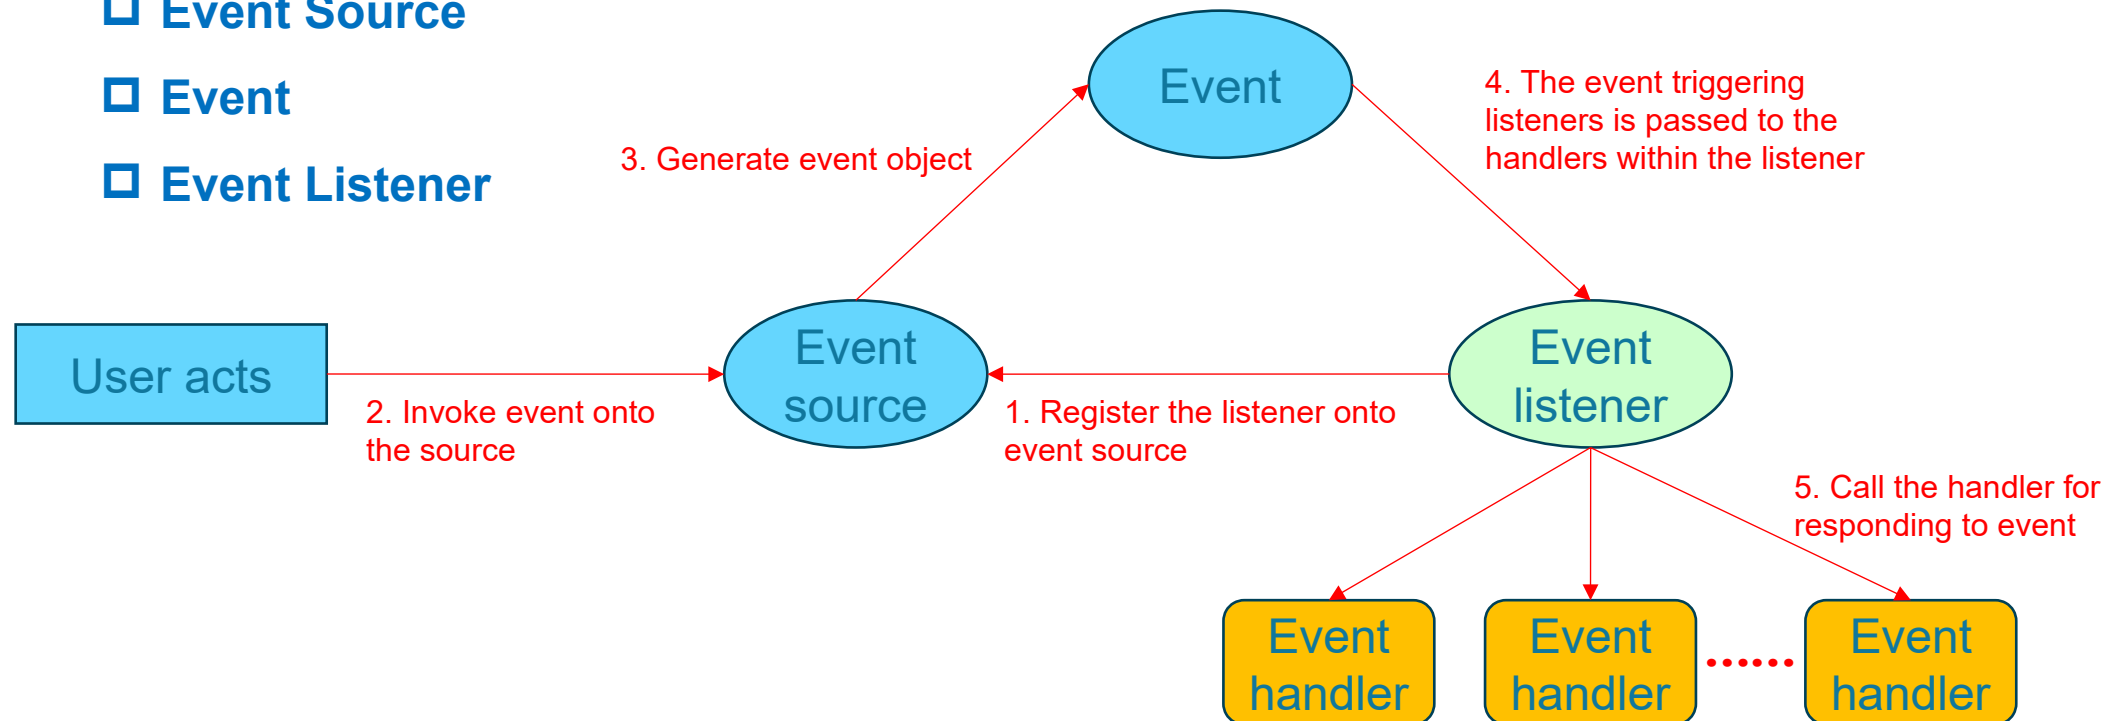 Event Source
Event
Event Listener
Event
4. The event triggering
listeners is passed to the
handlers within the listener
3. Generate event object
User acts
Event
source
Event
listener
2. Invoke event onto
the source
1. Register the listener onto
event source
5. Call the handler for
responding to event
Event
handler
Event
handler
Event
handler